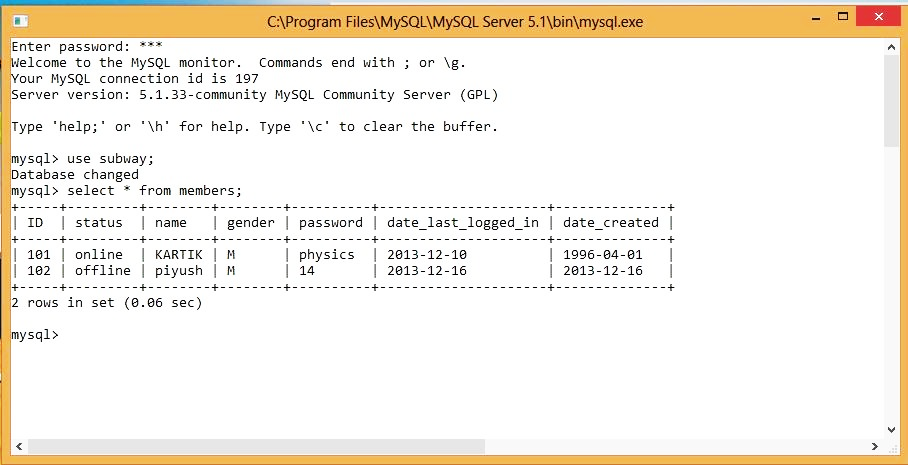 C:\Program Files\MySQL\MySQL Server 5.1\bin\mysql.exe
Enter password: ***
Welcome to the MySQL monitor.  Commands end with ; or \g.
Your MySQL connection id is 197
Server version: 5.1.33-community MySQL Community Server (GPL)
Type 'help;' or '\h' for help. Type '\c' to clear the buffer.
mysql> use subway;
Database changed
mysql> select * from members;
+-----+---------+--------+--------+----------+---------------------+--------------+
| ID  | status  | name   | gender | password | date_last_logged_in | date_created |
+-----+---------+--------+--------+----------+---------------------+--------------+
| 101 | online  | KARTIK | M      | physics  | 2013-12-10          | 1996-04-01   |
| 102 | offline | piyush | M      | 14       | 2013-12-16          | 2013-12-16   |
+-----+---------+--------+--------+----------+---------------------+--------------+
2 rows in set (0.06 sec)
mysql>